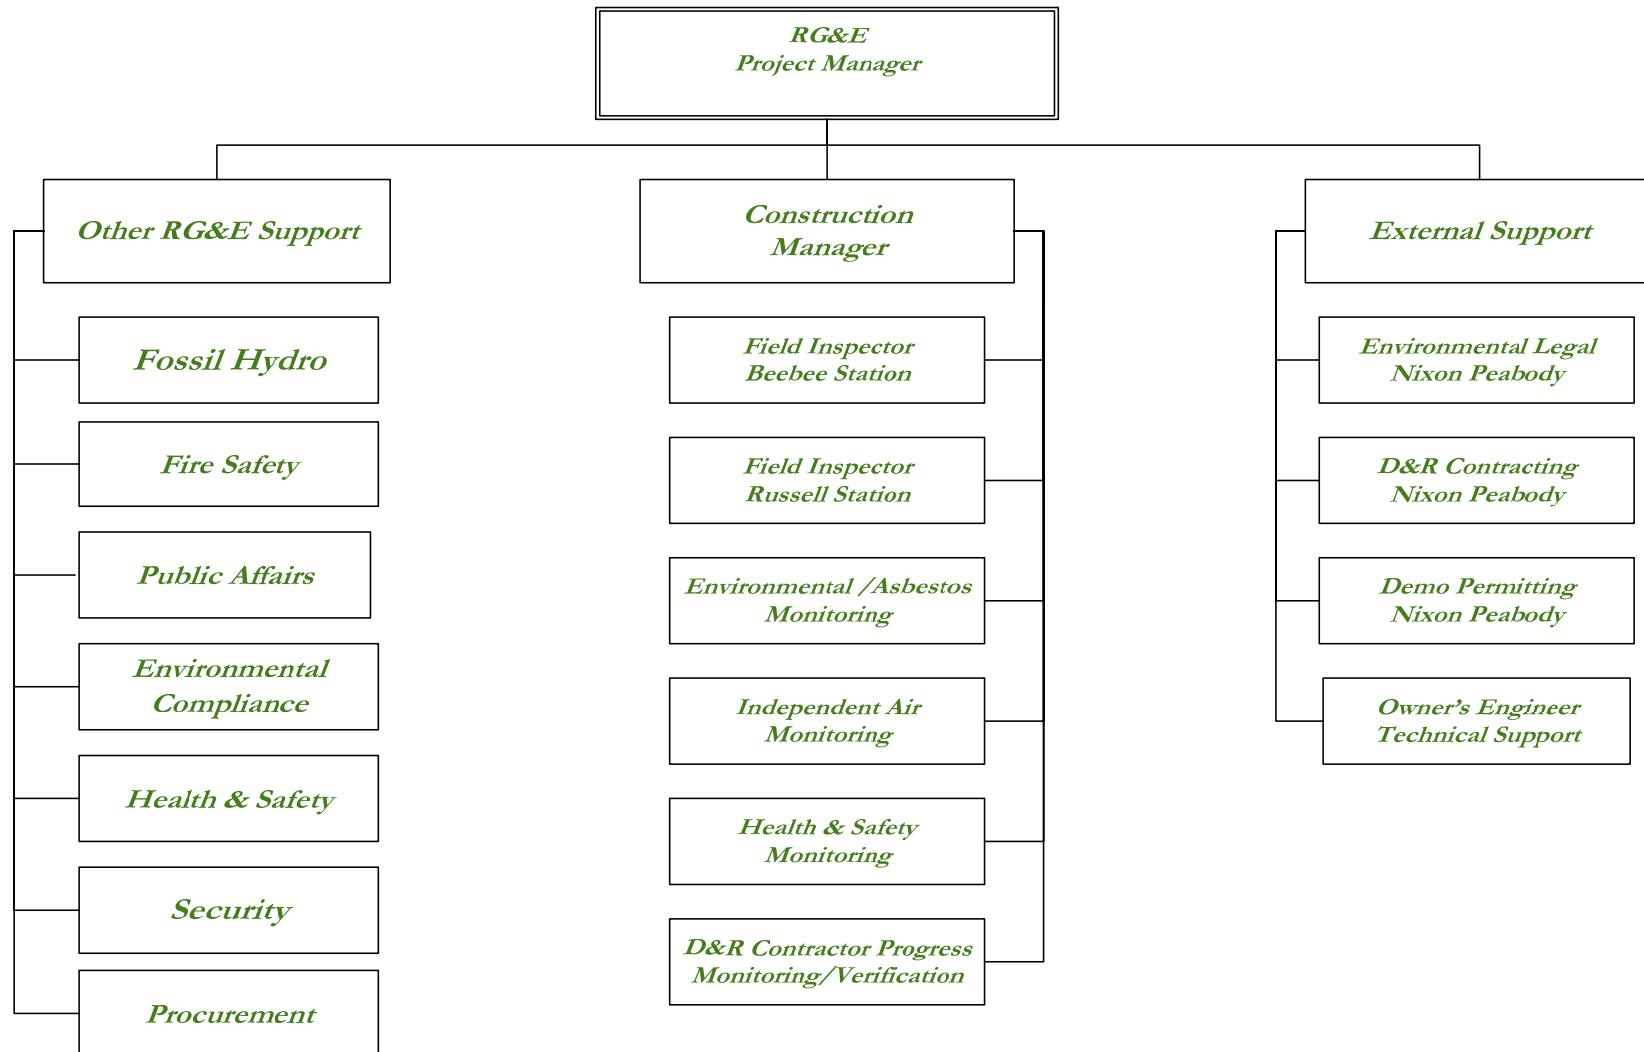 RG&E
Project Manager
Other RG&E Support
Fossil Hydro
Fire Safety
Public Affairs
Environmental
Compliance
Health & Safety
Security
Procurement
Construction
Manager
Field Inspector
Beebee Station
Field Inspector
Russell Station
Environmental /Asbestos
Monitoring
Independent Air
Monitoring
Health & Safety
Monitoring
D&R Contractor Progress
Monitoring/Verification
External Support
Environmental Legal
Nixon Peabody
D&R Contracting
Nixon Peabody
Demo Permitting
Nixon Peabody
Owner’s Engineer
Technical Support